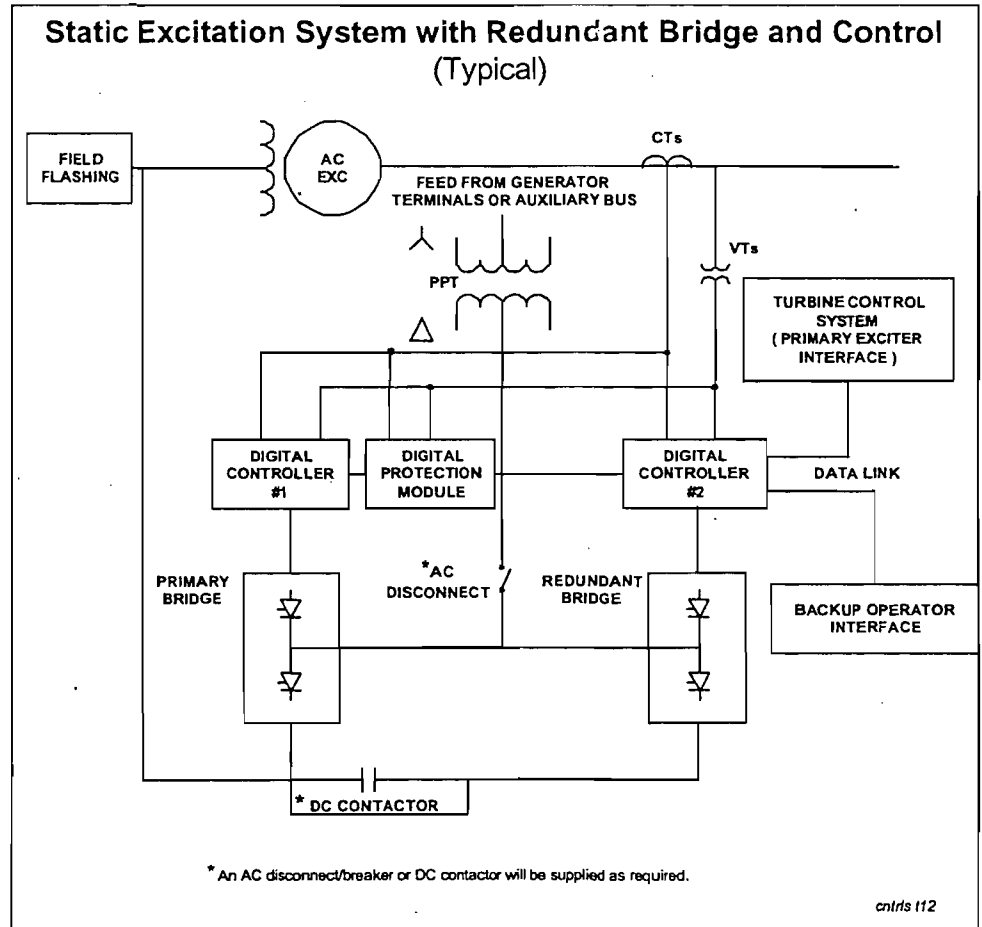 Static Excitation System with Redundant Bridge and Control
(Typical)
FIELD
FLASHING
AC
EXC
CTs
FEED FROM GENERATOR
TERMINALS OR AUXILIARY BUS
PPT
VTs
TURBINE CONTROL
SYSTEM
( PRIMARY EXCITER
INTERFACE )
DIGITAL
CONTROLLER
#1
DIGITAL
PROTECTION
MODULE
DIGITAL
CONTROLLER
#2
DATA LINK
PRIMARY
BRIDGE
*AC
DISCONNECT
REDUNDANT
BRIDGE
BACKUP OPERATOR
INTERFACE
* DC CONTACTOR
* An AC disconnect/breaker or DC contactor will be supplied as required.
cntrls t12